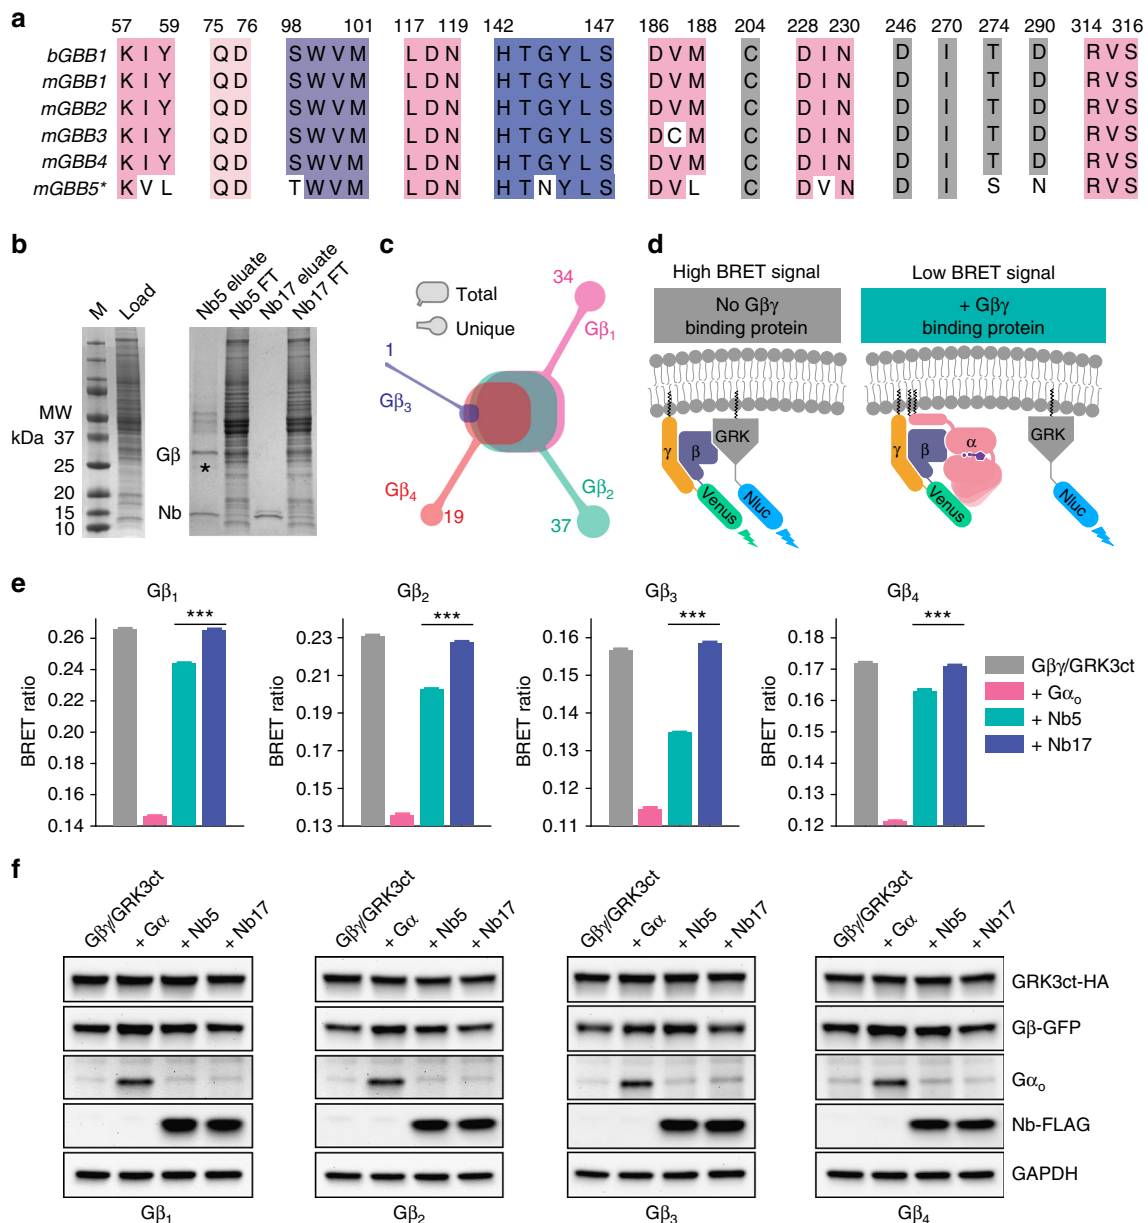 a
57 59 75 76 98 101 117 119 142 147 186 188 204 228 230 246 270 274 290 314 316
bGBB1 K I Y Q D S W V M L D N H T G Y L S D V M C D I N D I T D R V S
mGBB1 K I Y Q D S W V M L D N H T G Y L S D V M C D I N D I T D R V S
mGBB2 K I Y Q D S W V M L D N H T G Y L S D V M C D I N D I T D R V S
mGBB3 K I Y Q D S W V M L D N H T G Y L S D C M C D I N D I T D R V S
mGBB4 K I Y Q D S W V M L D N H T G Y L S D V M C D I N D I T D R V S
mGBB5* K V L Q D T W V M L D N H T N Y L S D V L C D V N D I S N R V S
b
M
Load
Nb5 eluate
Nb5 FT
Nb17 eluate
Nb17 FT
MW
kDa
37
25
20
15
10
Gβ
*
Nb
c
Total
Unique
34
Gβ1
1
Gβ3
Gβ4
19
Gβ2
37
d
High BRET signal
No Gβγ
binding protein
γ
β
GRK
Venus
Nluc
Low BRET signal
+ Gβγ
binding protein
γ
β
α
GRK
Venus
Nluc
e
Gβ1
BRET ratio
0.26
0.24
0.22
0.20
0.18
0.16
0.14
***
Gβ2
BRET ratio
0.23
0.21
0.19
0.17
0.15
0.13
***
Gβ3
BRET ratio
0.16
0.15
0.14
0.13
0.12
0.11
***
Gβ4
BRET ratio
0.18
0.17
0.16
0.15
0.14
0.13
0.12
***
Gβγ/GRK3ct
+ Gαo
+ Nb5
+ Nb17
f
Gβγ/GRK3ct
+ Gα
+ Nb5
+ Nb17
Gβγ/GRK3ct
+ Gα
+ Nb5
+ Nb17
Gβγ/GRK3ct
+ Gα
+ Nb5
+ Nb17
Gβγ/GRK3ct
+ Gα
+ Nb5
+ Nb17
GRK3ct-HA
Gβ-GFP
Gαo
Nb-FLAG
GAPDH
Gβ1
Gβ2
Gβ3
Gβ4